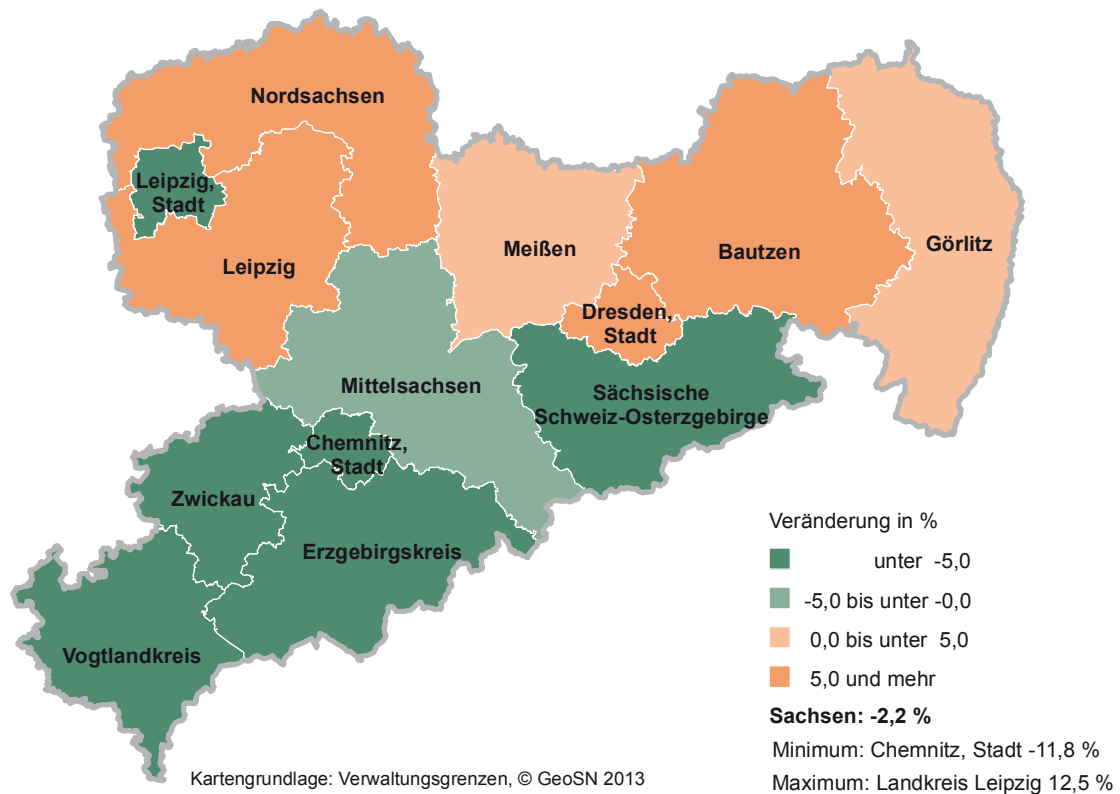 Nordsachsen
Leipzig,
Stadt
Leipzig
Meißen
Bautzen
Görlitz
Dresden,
Stadt
Mittelsachsen
Sächsische
Schweiz-Osterzgebirge
Chemnitz,
Stadt
Zwickau
Erzgebirgskreis
Vogtlandkreis
Veränderung in %
unter -5,0
-5,0 bis unter -0,0
0,0 bis unter 5,0
5,0 und mehr
Sachsen: -2,2 %
Minimum: Chemnitz, Stadt -11,8 %
Maximum: Landkreis Leipzig 12,5 %
Kartengrundlage: Verwaltungsgrenzen, © GeoSN 2013